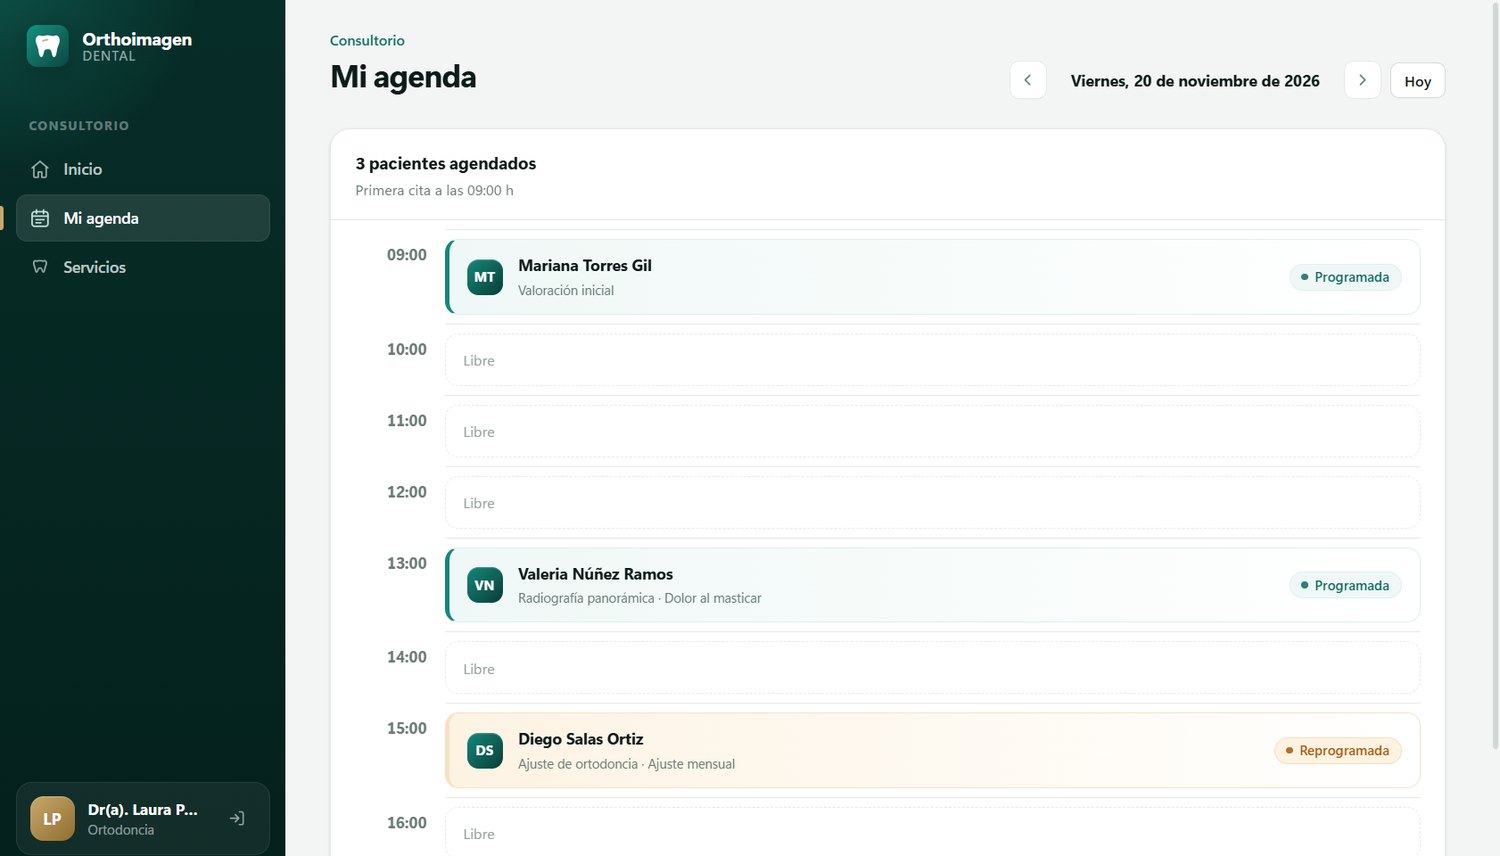 Orthoimagen
DENTAL
CONSULTORIO
Inicio
Mi agenda
Servicios
LP
Dr(a). Laura P...
Ortodoncia
Consultorio
Mi agenda
Viernes, 20 de noviembre de 2026
Hoy
3 pacientes agendados
Primera cita a las 09:00 h
09:00
MT
Mariana Torres Gil
Valoración inicial
Programada
10:00
Libre
11:00
Libre
12:00
Libre
13:00
VN
Valeria Núñez Ramos
Radiografía panorámica · Dolor al masticar
Programada
14:00
Libre
15:00
DS
Diego Salas Ortiz
Ajuste de ortodoncia · Ajuste mensual
Reprogramada
16:00
Libre